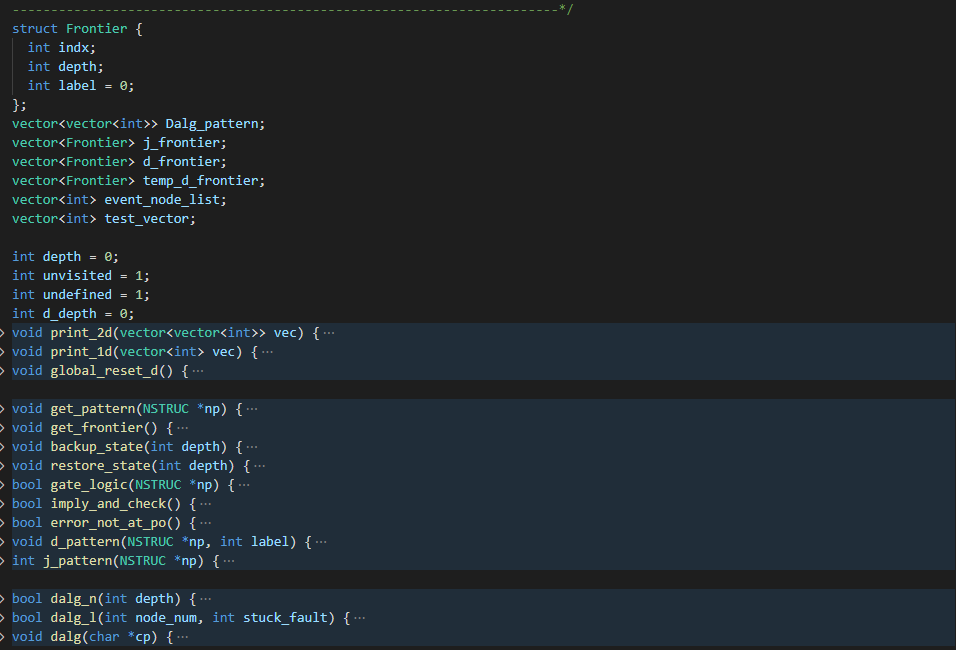 -----------------------------------------------------------------------*/
struct Frontier {
  int indx;
  int depth;
  int label = 0;
};
vector<vector<int>> Dalg_pattern;
vector<Frontier> j_frontier;
vector<Frontier> d_frontier;
vector<Frontier> temp_d_frontier;
vector<int> event_node_list;
vector<int> test_vector;

int depth = 0;
int unvisited = 1;
int undefined = 1;
int d_depth = 0;
void print_2d(vector<vector<int>> vec) {···
void print_1d(vector<int> vec) {···
void global_reset_d() {···

void get_pattern(NSTRUC *np) {···
void get_frontier() {···
void backup_state(int depth) {···
void restore_state(int depth) {···
bool gate_logic(NSTRUC *np) {···
bool imply_and_check() {···
bool error_not_at_po() {···
void d_pattern(NSTRUC *np, int label) {···
int j_pattern(NSTRUC *np) {···

bool dalg_n(int depth) {···
bool dalg_l(int node_num, int stuck_fault) {···
void dalg(char *cp) {···